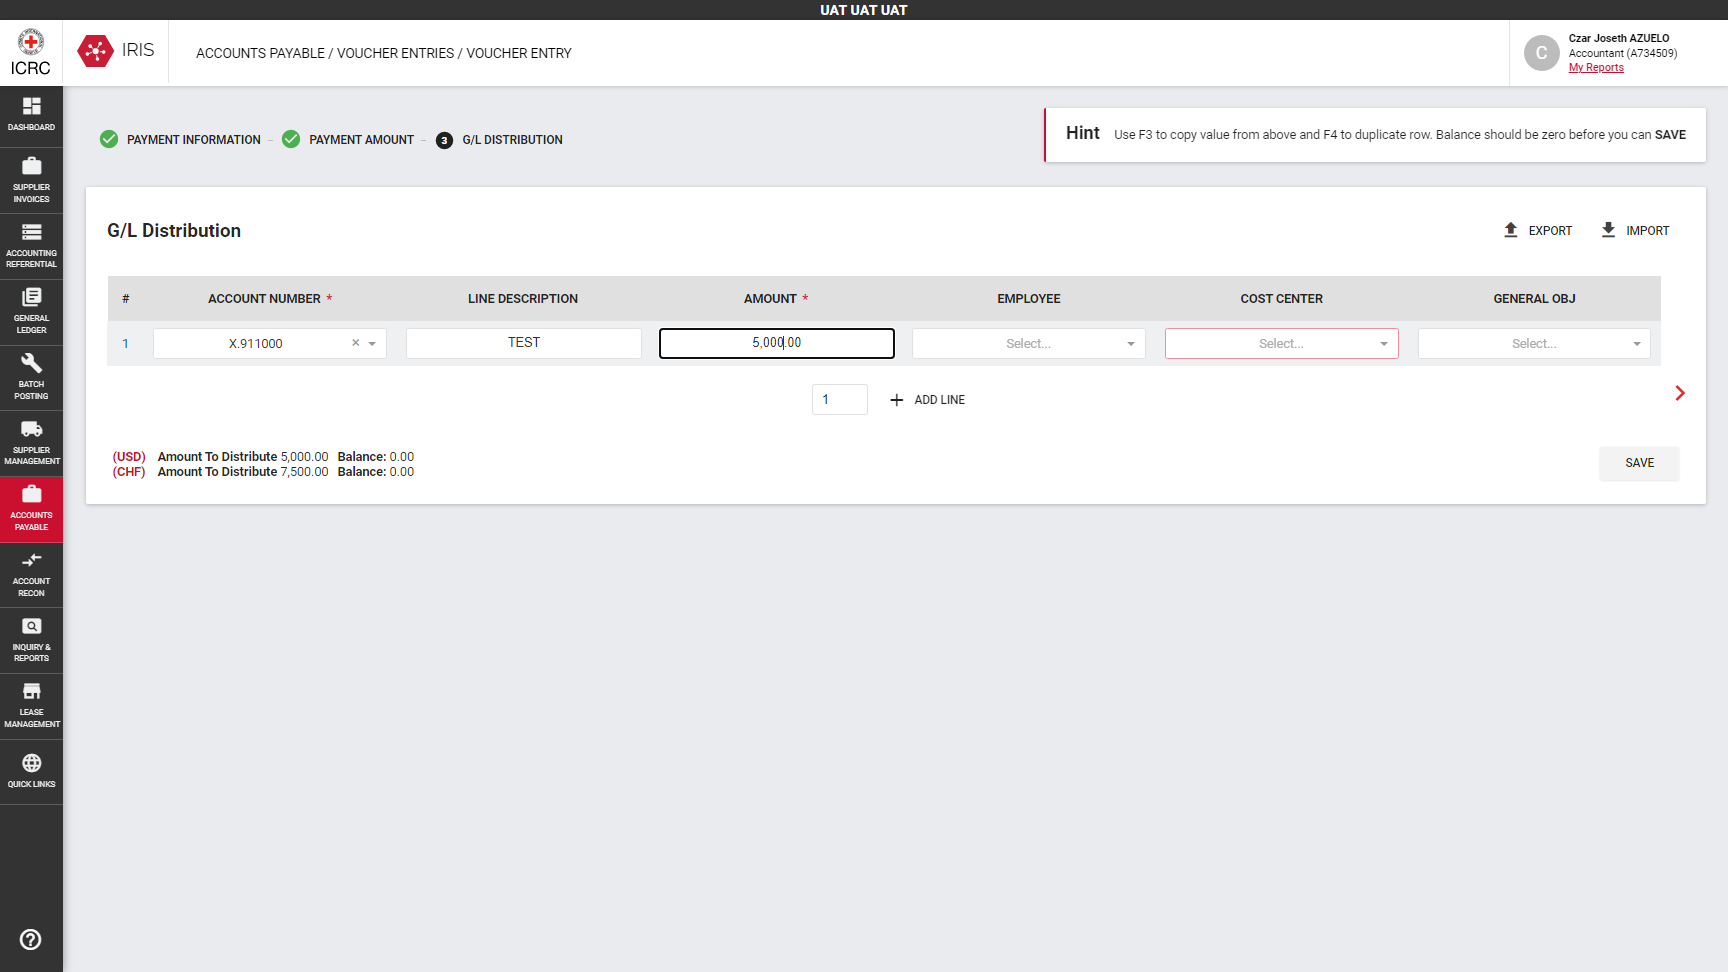 UAT UAT UAT
ICRC
IRIS
ACCOUNTS PAYABLE / VOUCHER ENTRIES / VOUCHER ENTRY
C
Czar Joseth AZUELO
Accountant (A734509)
My Reports
DASHBOARD
SUPPLIER
INVOICES
ACCOUNTING
REFERENTIAL
GENERAL
LEDGER
BATCH
POSTING
SUPPLIER
MANAGEMENT
ACCOUNTS
PAYABLE
ACCOUNT
RECON
INQUIRY &
REPORTS
LEASE
MANAGEMENT
QUICK LINKS
PAYMENT INFORMATION – PAYMENT AMOUNT – 3 G/L DISTRIBUTION
Hint Use F3 to copy value from above and F4 to duplicate row. Balance should be zero before you can SAVE
G/L Distribution
EXPORT IMPORT
# ACCOUNT NUMBER * LINE DESCRIPTION AMOUNT * EMPLOYEE COST CENTER GENERAL OBJ
1 X.911000 × TEST 5,000.00 Select... Select... Select...
1 + ADD LINE
(USD) Amount To Distribute 5,000.00 Balance: 0.00
(CHF) Amount To Distribute 7,500.00 Balance: 0.00
SAVE